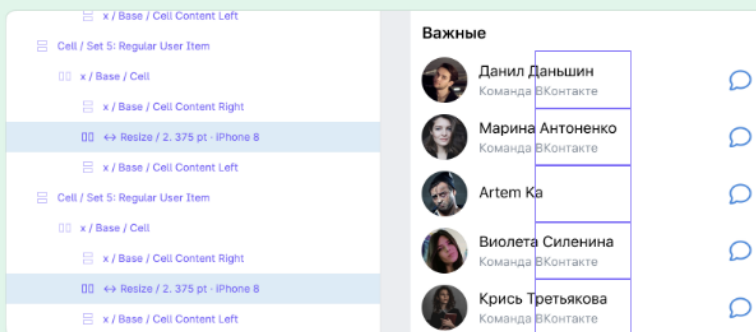 x / Base / Cell Content Left
Cell / Set 5: Regular User Item
x / Base / Cell
x / Base / Cell Content Right
↔ Resize / 2. 375 pt - iPhone 8
x / Base / Cell Content Left
Cell / Set 5: Regular User Item
x / Base / Cell
x / Base / Cell Content Right
↔ Resize / 2. 375 pt - iPhone 8
x / Base / Cell Content Left
Важные
Данил Даньшин
Команда ВКонтакте
Марина Антоненко
Команда ВКонтакте
Artem Ka
Виолета Силенина
Команда ВКонтакте
Крись Третьякова
Команда ВКонтакте